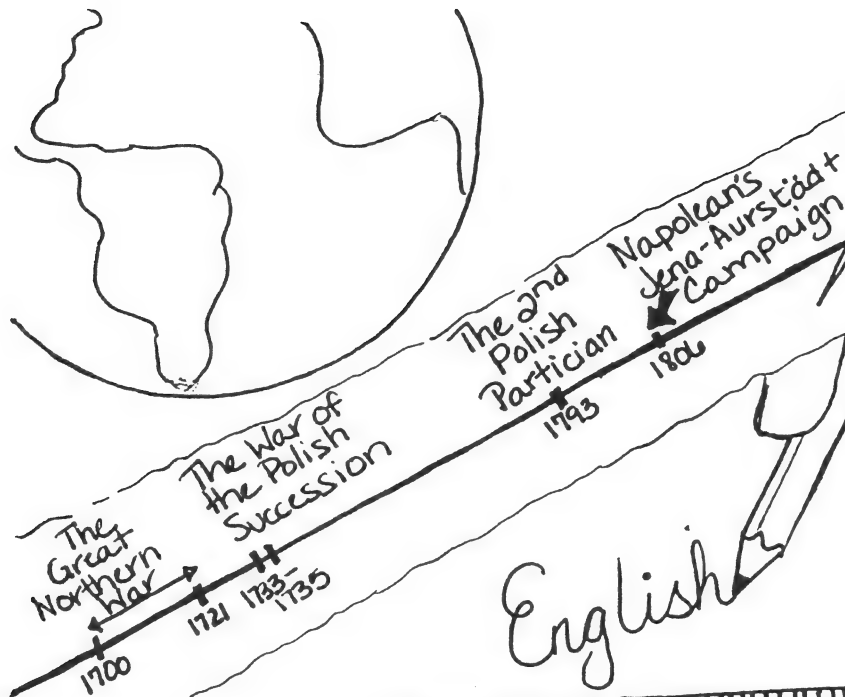 The
Great
Northern
War
1700
1721
The War of
the Polish
Succession
1733-
1735
The 2nd
Polish
Partician
1793
Napolean's
Jena-Aurstädt
Campaign
1806
English